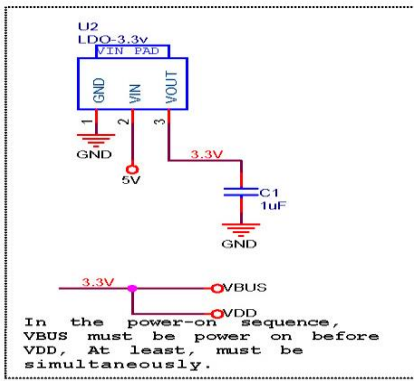 U2
LDO-3.3v
VIN PAD
GND
VIN
VOUT
1
2
3
GND
5V
3.3V
C1
1uF
GND
3.3V
VBUS
VDD
In the power-on sequence,
VBUS must be power on before
VDD, At least, must be
simultaneously.